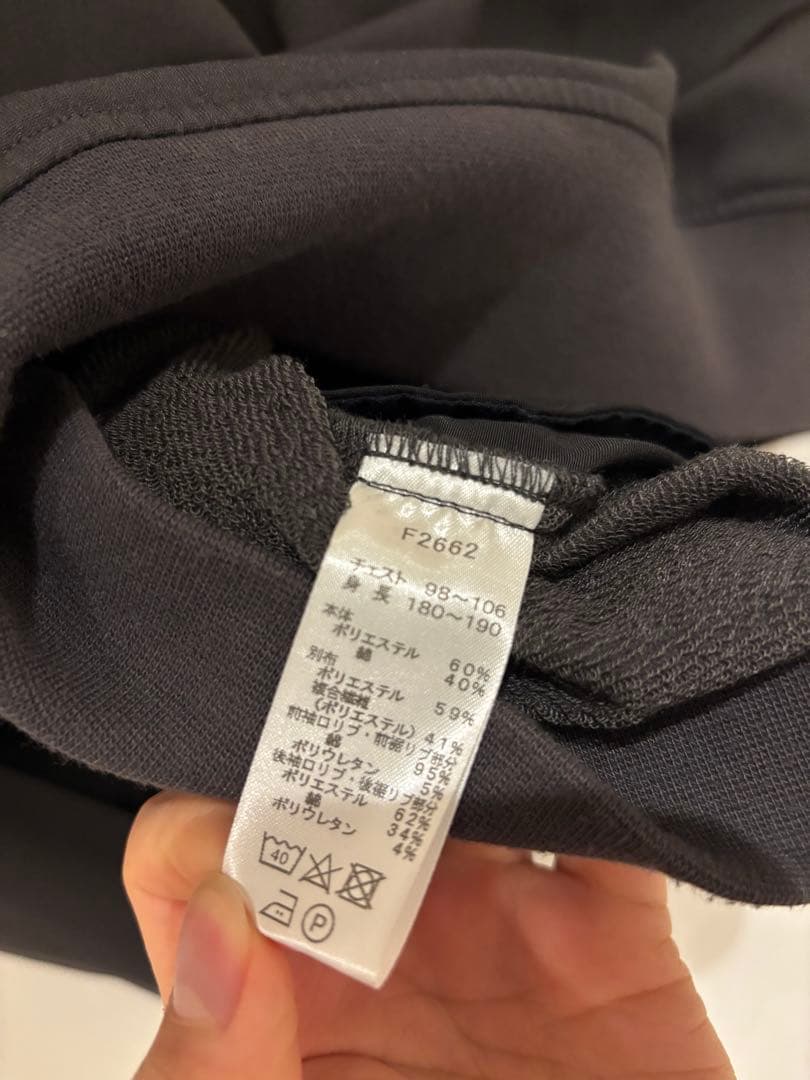 F2662
チェスト 98～106
身長 180～190
本体
ポリエステル 60%
綿 40%
別布
ポリエステル 59%
複合繊維
(ポリエステル) 41%
前袖口リブ・前裾リブ部分
綿 95%
ポリウレタン 5%
後袖口リブ・後裾リブ部分
ポリエステル 62%
綿 34%
ポリウレタン 4%
40
P